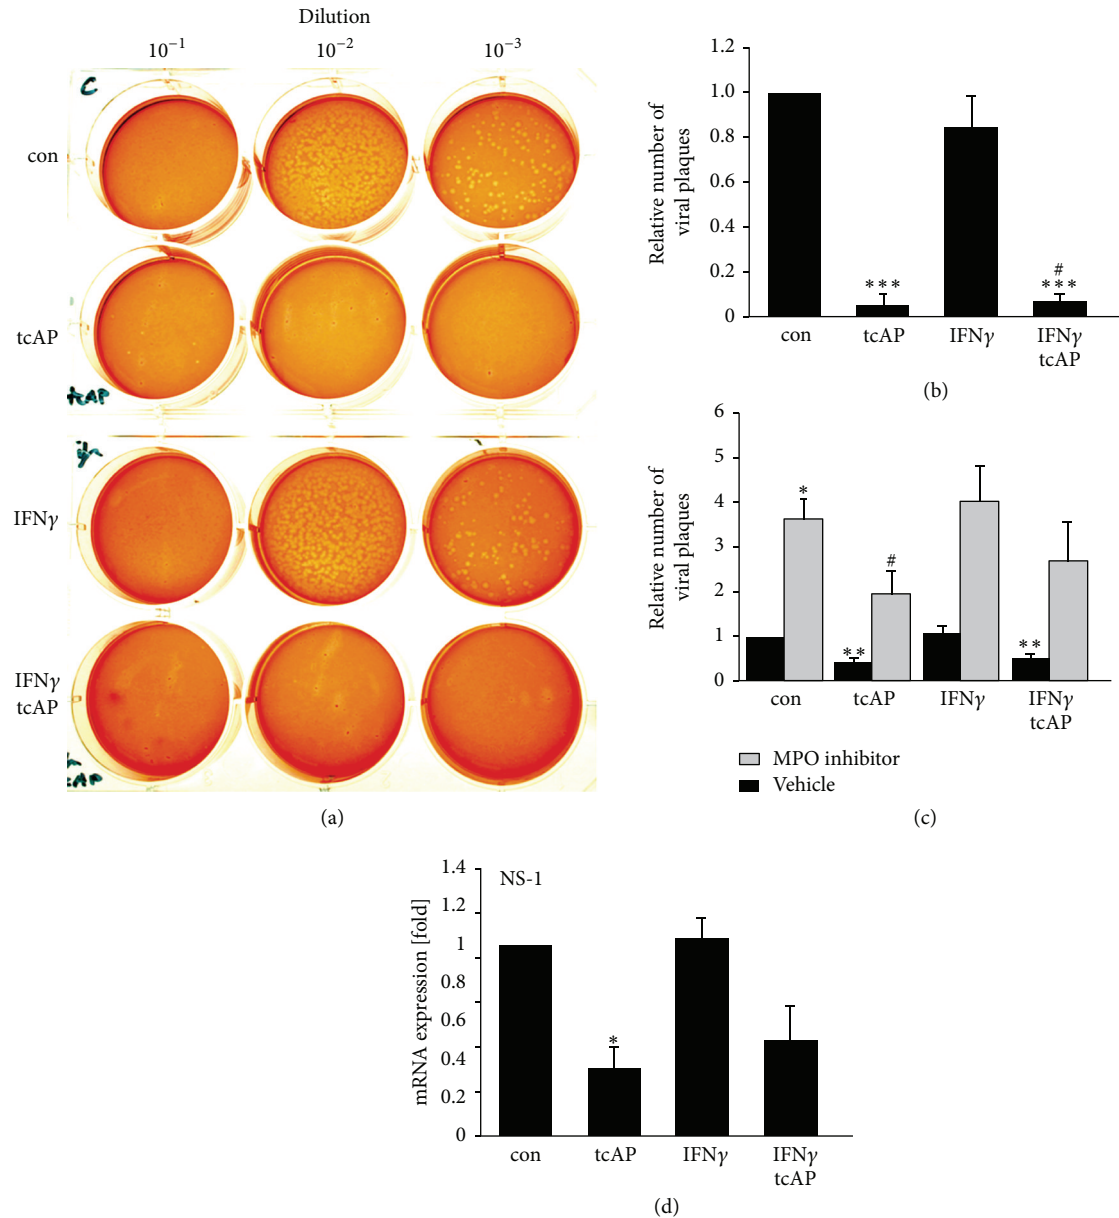 Dilution
10⁻¹ 10⁻² 10⁻³
C
con
tcAP
tcAP
IFNγ
IFNγ
tcAP
(a)
Relative number of
viral plaques
1.2
1.0
0.8
0.6
0.4
0.2
0
***
#
***
con tcAP IFNγ IFNγ
tcAP
(b)
Relative number of
viral plaques
6
5
4
3
2
1
0
*
**
#
**
con tcAP IFNγ IFNγ
tcAP
MPO inhibitor
Vehicle
(c)
mRNA expression [fold]
NS-1
1.4
1.2
1
0.8
0.6
0.4
0.2
0
*
con tcAP IFNγ IFNγ
tcAP
(d)